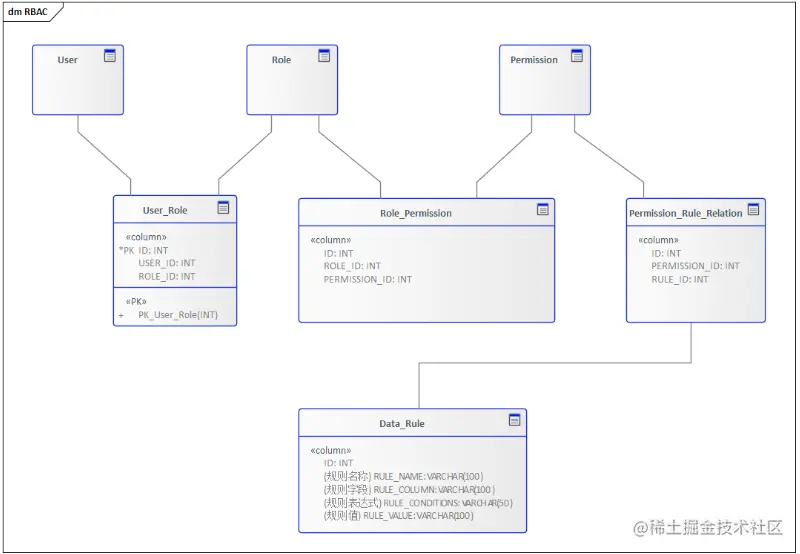 dm RBAC
User
Role
Permission
User_Role
«column»
*PK ID: INT
USER_ID: INT
ROLE_ID: INT
«PK»
+ PK_User_Role(INT)
Role_Permission
«column»
ID: INT
ROLE_ID: INT
PERMISSION_ID: INT
Permission_Rule_Relation
«column»
ID: INT
PERMISSION_ID: INT
RULE_ID: INT
Data_Rule
«column»
ID: INT
(规则名称) RULE_NAME: VARCHAR(100)
(规则字段) RULE_COLUMN: VARCHAR(100)
(规则表达式) RULE_CONDITIONS: VARCHAR(50)
(规则值) RULE_VALUE: VARCHAR(100)
@稀土掘金技术社区